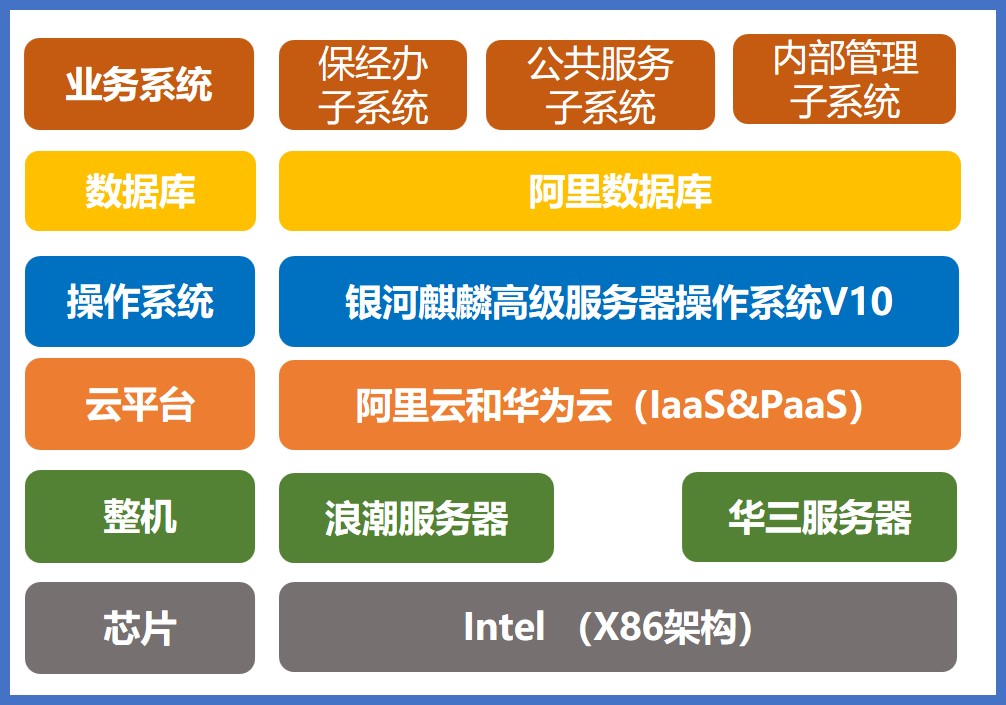 业务系统
保经办
子系统
公共服务
子系统
内部管理
子系统
数据库
阿里数据库
操作系统
银河麒麟高级服务器操作系统V10
云平台
阿里云和华为云（IaaS&PaaS）
整机
浪潮服务器
华三服务器
芯片
Intel （X86架构）